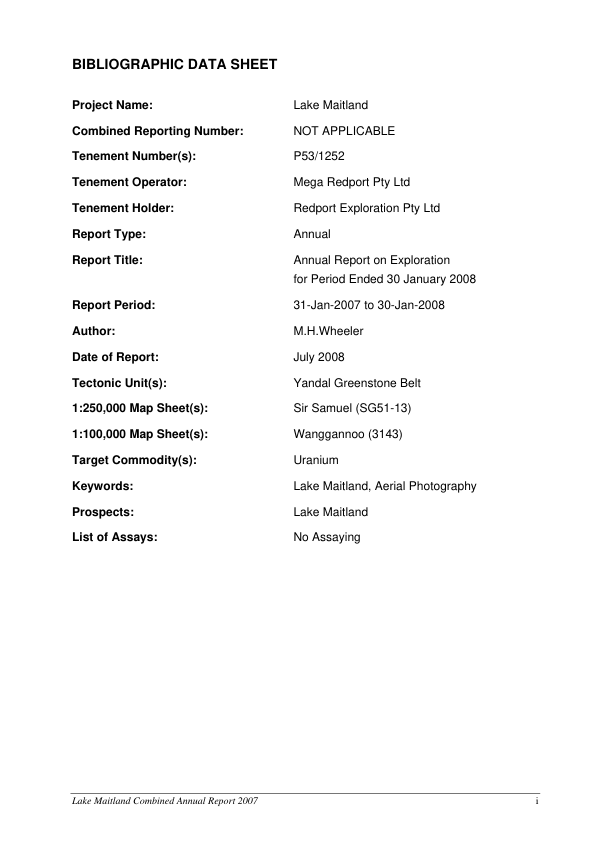 BIBLIOGRAPHIC DATA SHEET
Project Name: Lake Maitland
Combined Reporting Number: NOT APPLICABLE
Tenement Number(s): P53/1252
Tenement Operator: Mega Redport Pty Ltd
Tenement Holder: Redport Exploration Pty Ltd
Report Type: Annual
Report Title: Annual Report on Exploration
for Period Ended 30 January 2008
Report Period: 31-Jan-2007 to 30-Jan-2008
Author: M.H.Wheeler
Date of Report: July 2008
Tectonic Unit(s): Yandal Greenstone Belt
1:250,000 Map Sheet(s): Sir Samuel (SG51-13)
1:100,000 Map Sheet(s): Wanggannoo (3143)
Target Commodity(s): Uranium
Keywords: Lake Maitland, Aerial Photography
Prospects: Lake Maitland
List of Assays: No Assaying
Lake Maitland Combined Annual Report 2007 i